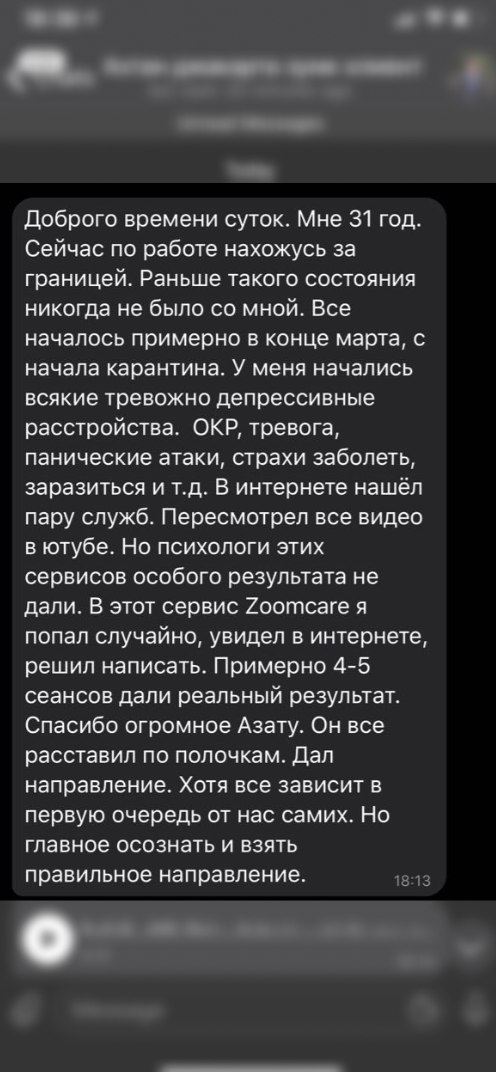 Доброго времени суток. Мне 31 год.
Сейчас по работе нахожусь за
границей. Раньше такого состояния
никогда не было со мной. Все
началось примерно в конце марта, с
начала карантина. У меня начались
всякие тревожно депрессивные
расстройства.  ОКР, тревога,
панические атаки, страхи заболеть,
заразиться и т.д. В интернете нашёл
пару служб. Пересмотрел все видео
в ютубе. Но психологи этих
сервисов особого результата не
дали. В этот сервис Zoomcare я
попал случайно, увидел в интернете,
решил написать. Примерно 4-5
сеансов дали реальный результат.
Спасибо огромное Азату. Он все
расставил по полочкам. Дал
направление. Хотя все зависит в
первую очередь от нас самих. Но
главное осознать и взять
правильное направление.
18:13